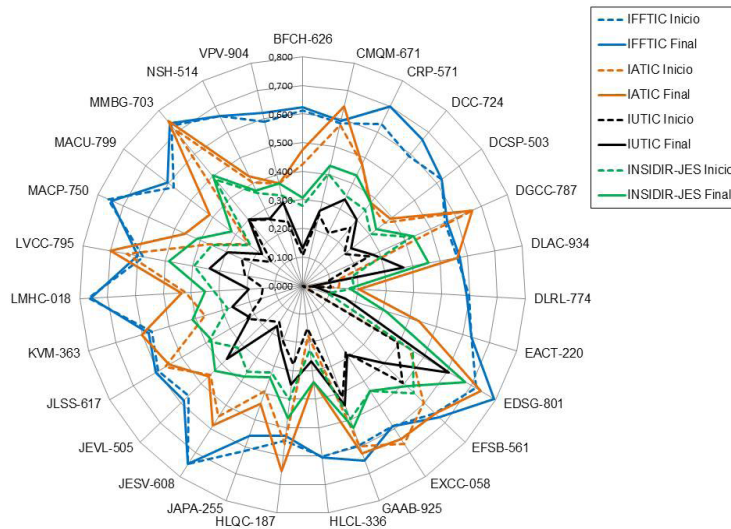 BFCH-626
CMQM-671
CRP-571
DCC-724
DCSP-503
DGCC-787
DLAC-934
DLRL-774
EACT-220
EDSG-801
EFSB-561
EXCC-058
GAAB-925
HLCL-336
HLQC-187
JAPA-255
JESV-608
JEVL-505
JLSS-617
KVM-363
LMHC-018
LVCC-795
MACP-750
MACU-799
MMBG-703
NSH-514
VPV-904
0,800
0,700
0,600
0,500
0,400
0,300
0,200
0,100
0,000
IFFTIC Inicio
IFFTIC Final
IATIC Inicio
IATIC Final
IUTIC Inicio
IUTIC Final
INSIDIR-JES Inicio
INSIDIR-JES Final